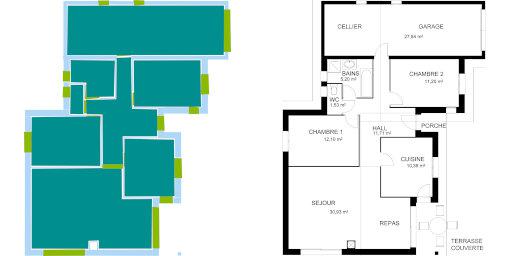 CELLIER
GARAGE
27,84 m²
BAINS
5,20 m²
CHAMBRE 2
11,20 m²
WC
1,53 m²
PORCHE
CHAMBRE 1
12,10 m²
HALL
11,71 m²
CUISINE
10,38 m²
SEJOUR
30,93 m²
REPAS
TERRASSE
COUVERTE